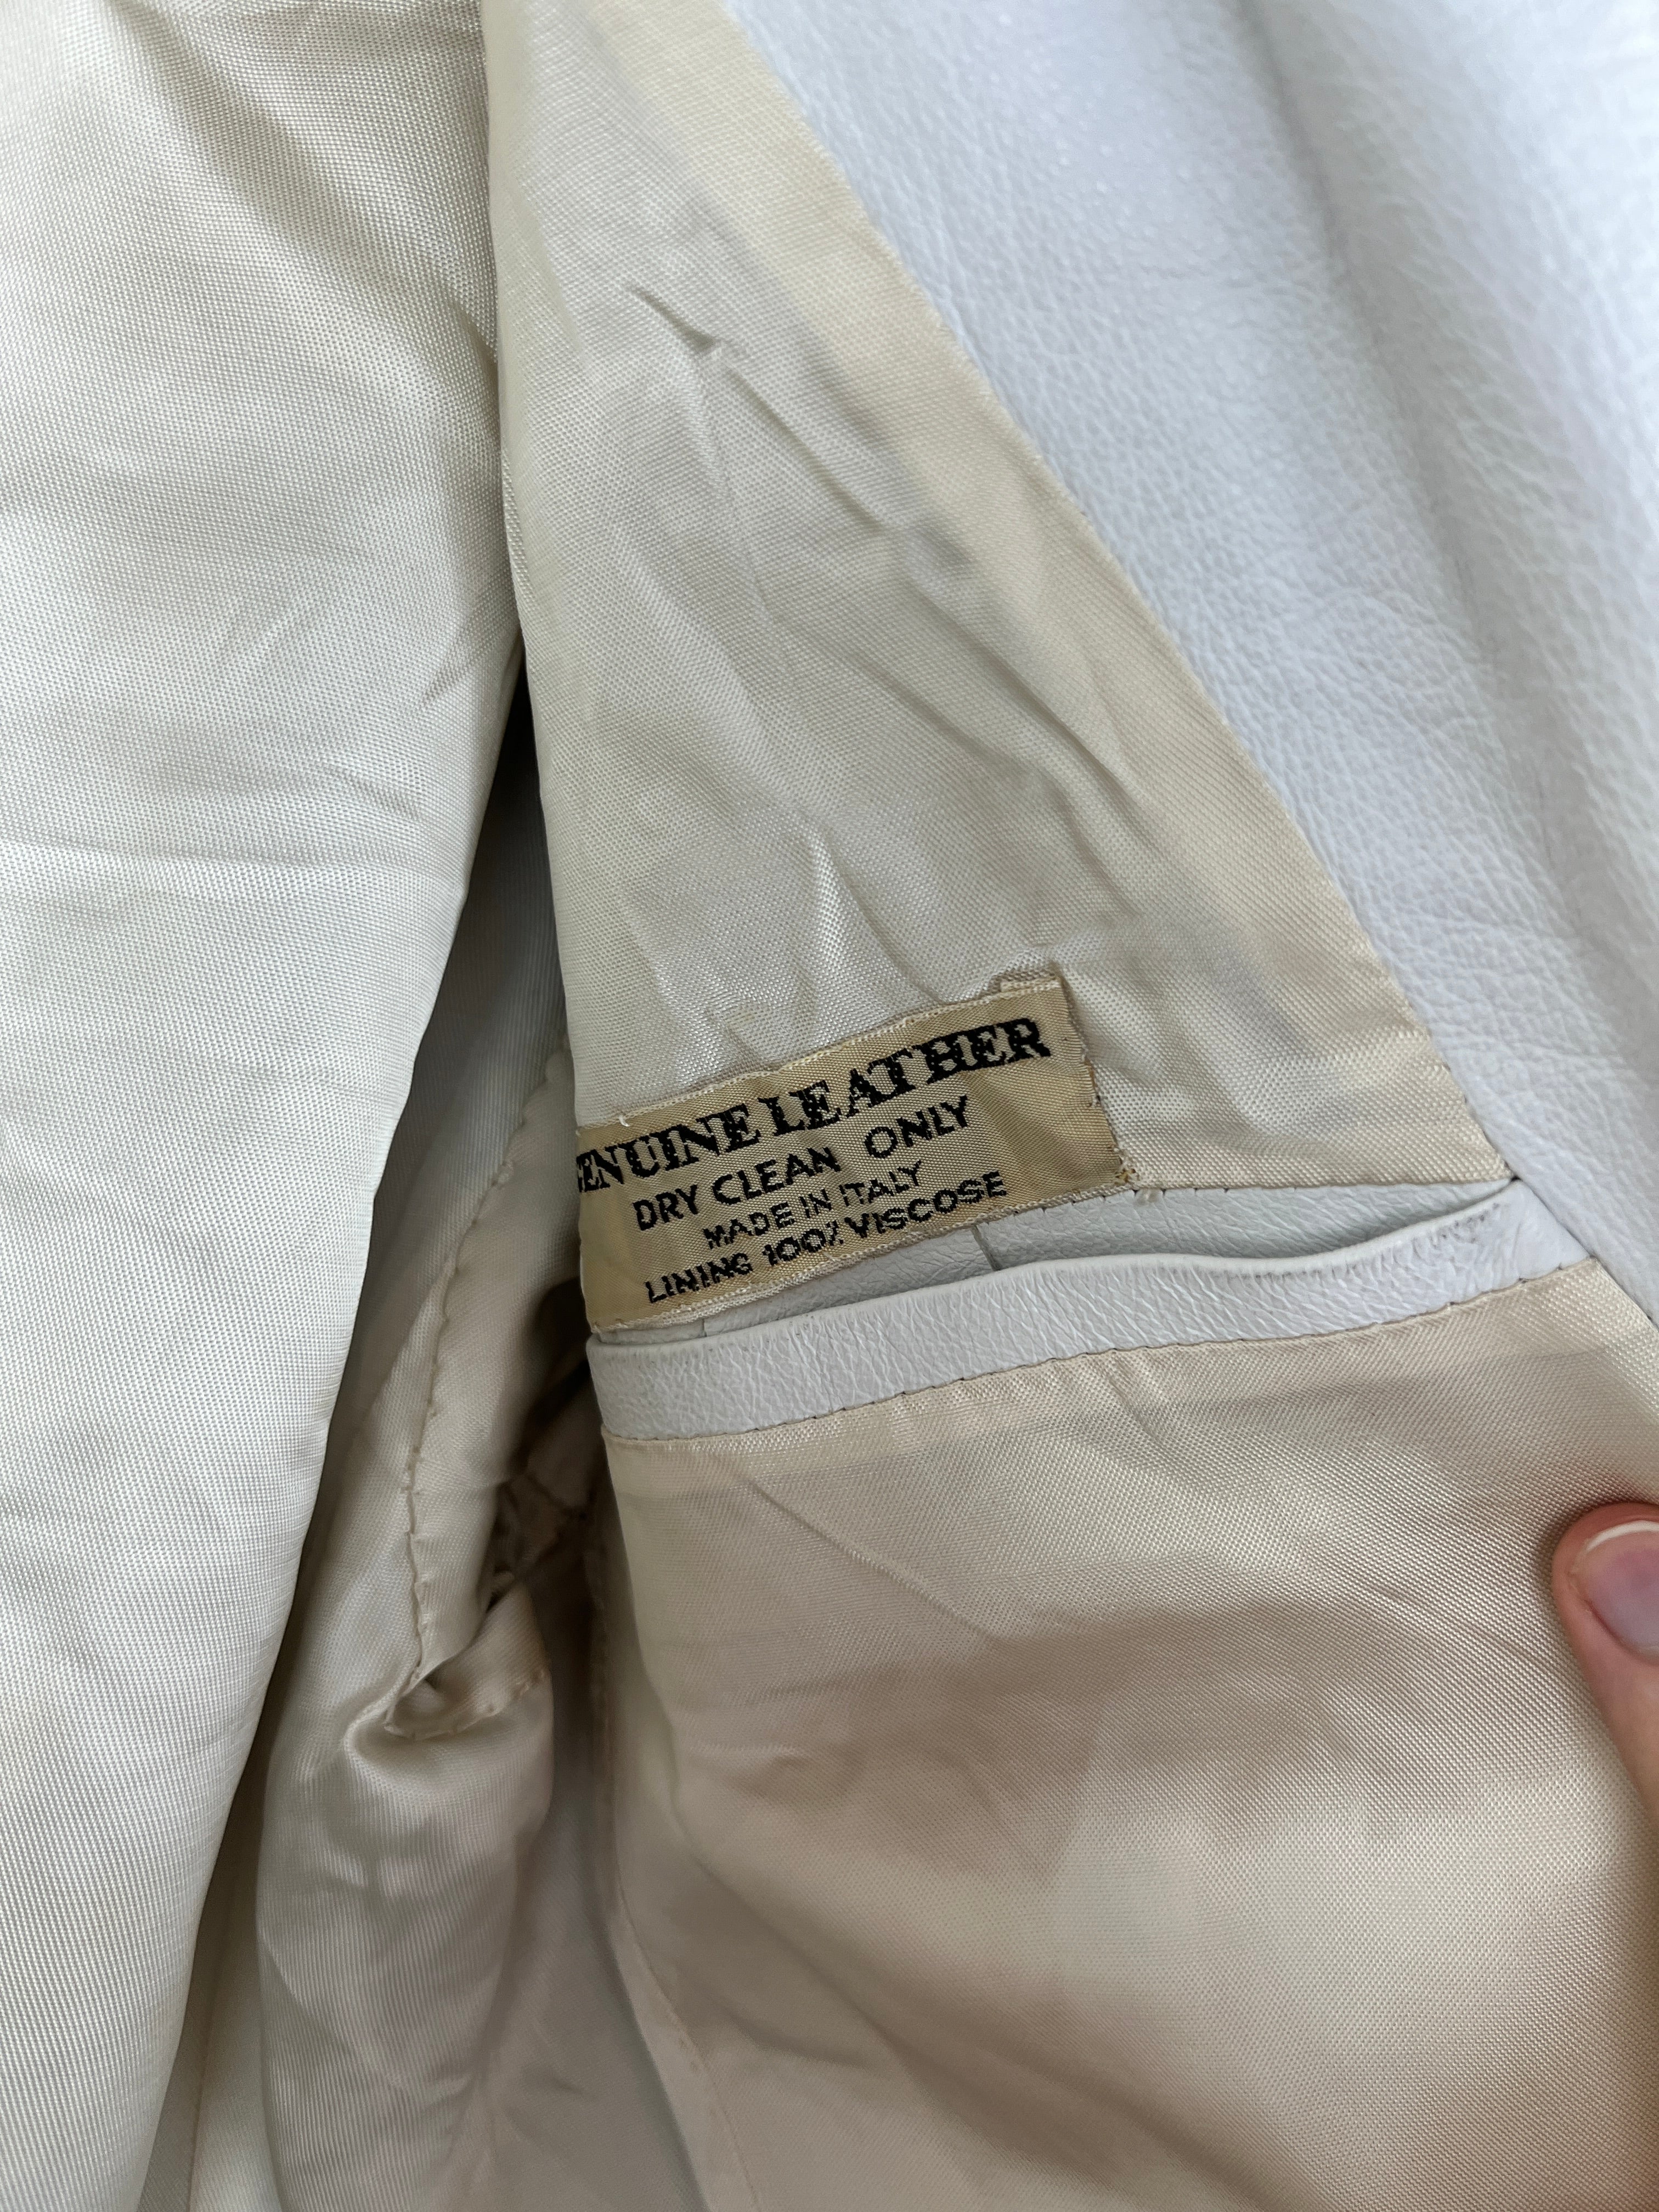 GENUINE LEATHER
DRY CLEAN ONLY
MADE IN ITALY
LINING 100% VISCOSE